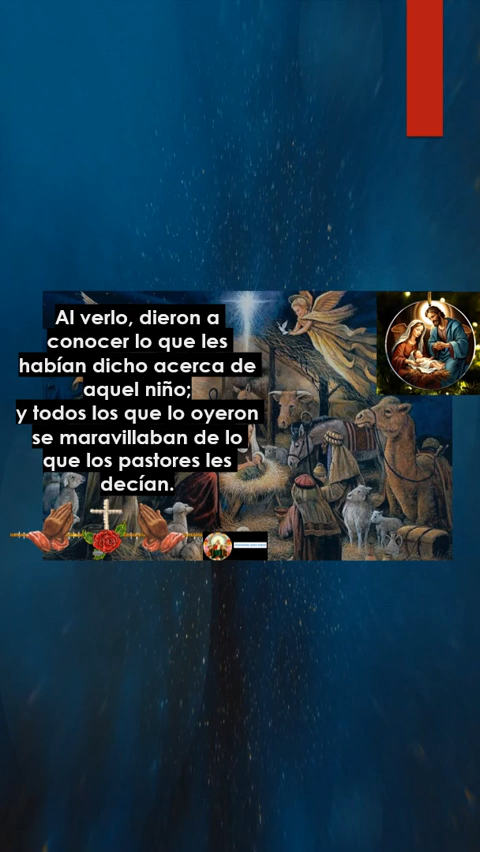 Al verlo, dieron a
conocer lo que les
habían dicho acerca de
aquel niño;
y todos los que lo oyeron
se maravillaban de lo
que los pastores les
decían.